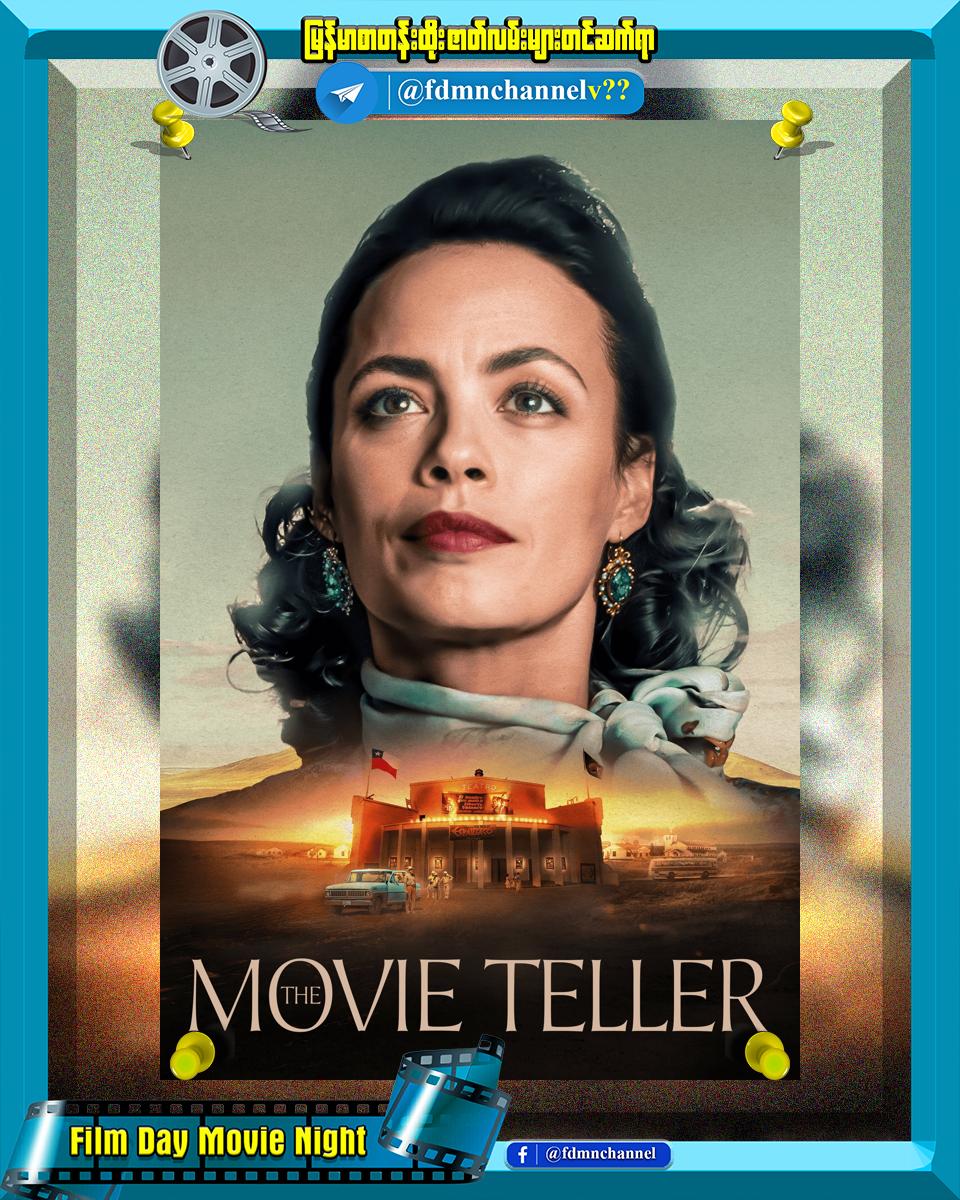 မြန်မာစာတန်းထိုးဇာတ်လမ်းများတင်ဆက်ရာ
@fdmnchannelv??
TEATRO
THE
MOVIE TELLER
Film Day Movie Night
f @fdmnchannel